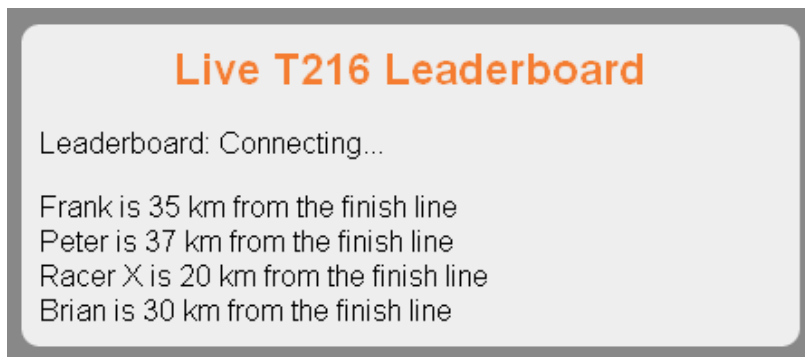 Live T216 Leaderboard
Leaderboard: Connecting...
Frank is 35 km from the finish line
Peter is 37 km from the finish line
Racer X is 20 km from the finish line
Brian is 30 km from the finish line